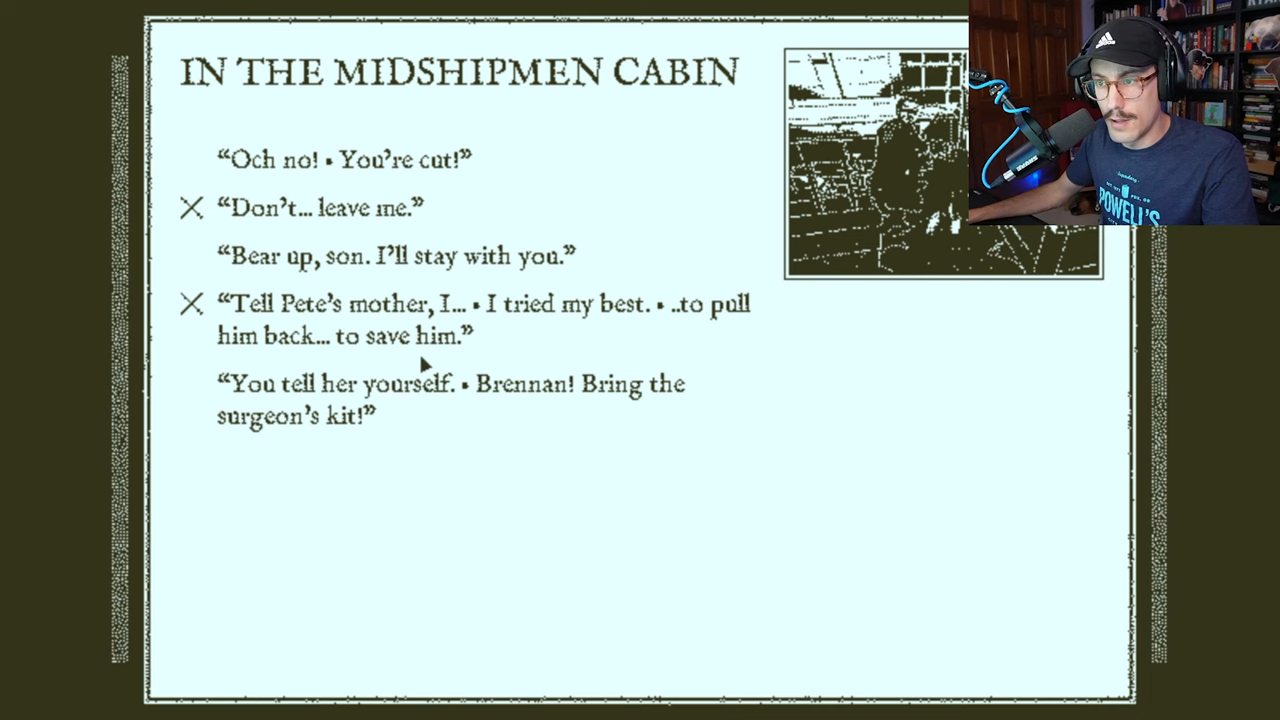 IN THE MIDSHIPMEN CABIN
“Och no! • You’re cut!”
“Don’t... leave me.”
“Bear up, son. I’ll stay with you.”
“Tell Pete’s mother, I... • I tried my best. • ..to pull
him back... to save him.”
“You tell her yourself. • Brennan! Bring the
surgeon’s kit!”
POWELL’S